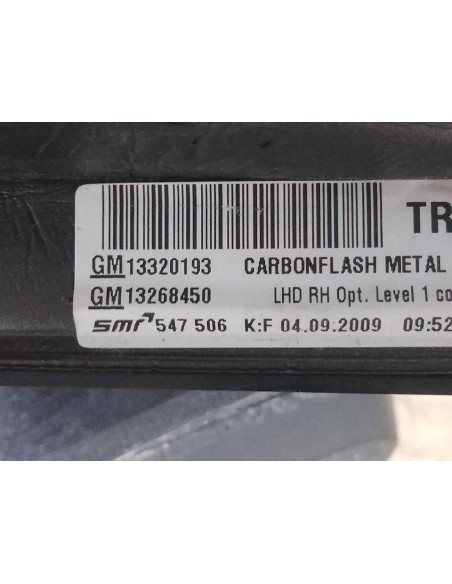 TR
GM13320193 CARBONFLASH METAL
GM13268450 LHD RH Opt. Level 1 co
smr 547 506 K:F 04.09.2009 09:52